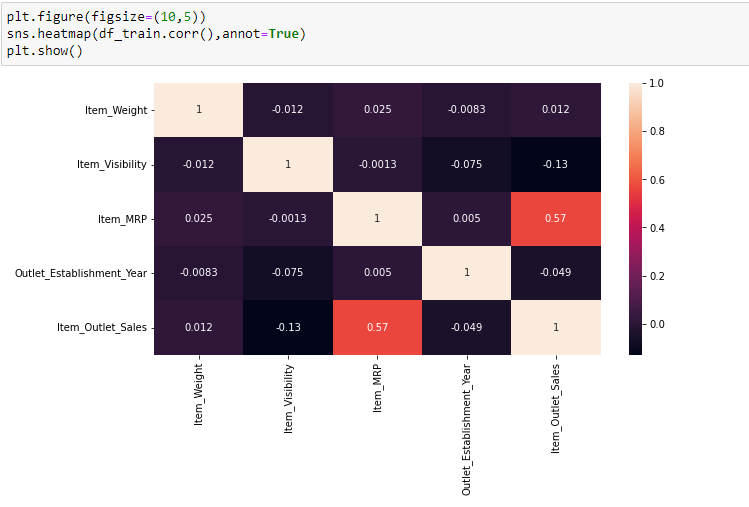 plt.figure(figsize=(10,5))
sns.heatmap(df_train.corr(),annot=True)
plt.show()
Item_Weight 1 -0.012 0.025 -0.0083 0.012
Item_Visibility -0.012 1 -0.0013 -0.075 -0.13
Item_MRP 0.025 -0.0013 1 0.005 0.57
Outlet_Establishment_Year -0.0083 -0.075 0.005 1 -0.049
Item_Outlet_Sales 0.012 -0.13 0.57 -0.049 1
Item_Weight
Item_Visibility
Item_MRP
Outlet_Establishment_Year
Item_Outlet_Sales
1.0
0.8
0.6
0.4
0.2
0.0